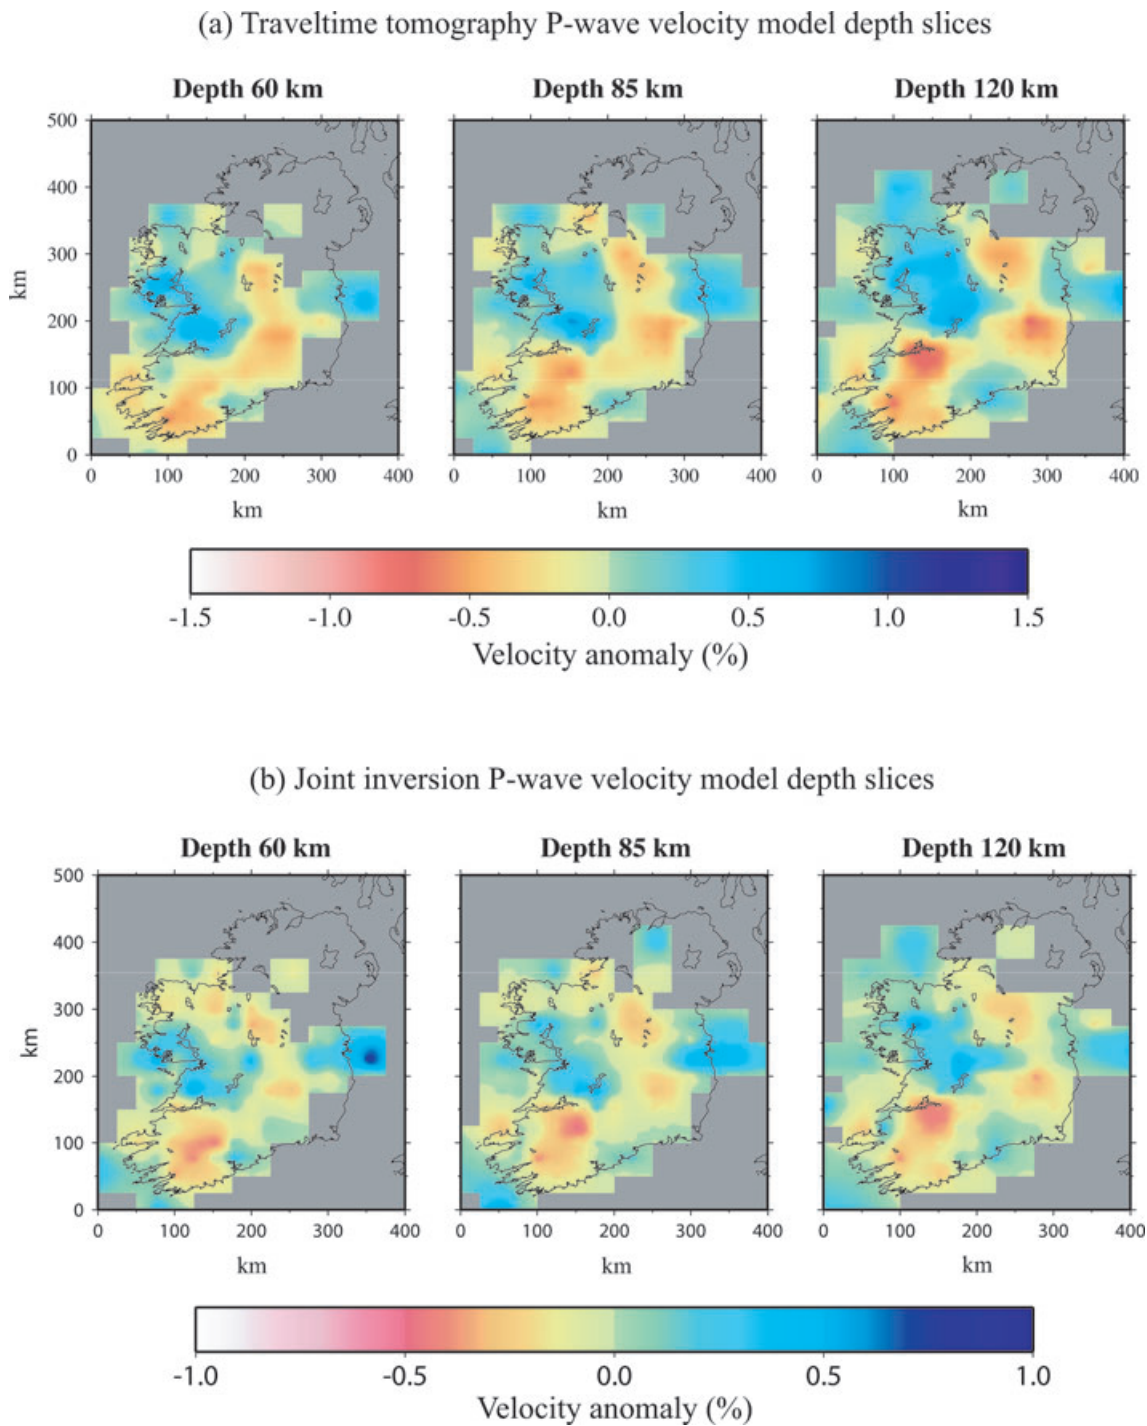 (a) Traveltime tomography P-wave velocity model depth slices
Depth 60 km Depth 85 km Depth 120 km
500
400
300
200
100
0
km
0 100 200 300 400
0 100 200 300 400
0 100 200 300 400
km km km
-1.5 -1.0 -0.5 0.0 0.5 1.0 1.5
Velocity anomaly (%)
(b) Joint inversion P-wave velocity model depth slices
Depth 60 km Depth 85 km Depth 120 km
500
400
300
200
100
0
km
0 100 200 300 400
0 100 200 300 400
0 100 200 300 400
km km km
-1.0 -0.5 0.0 0.5 1.0
Velocity anomaly (%)